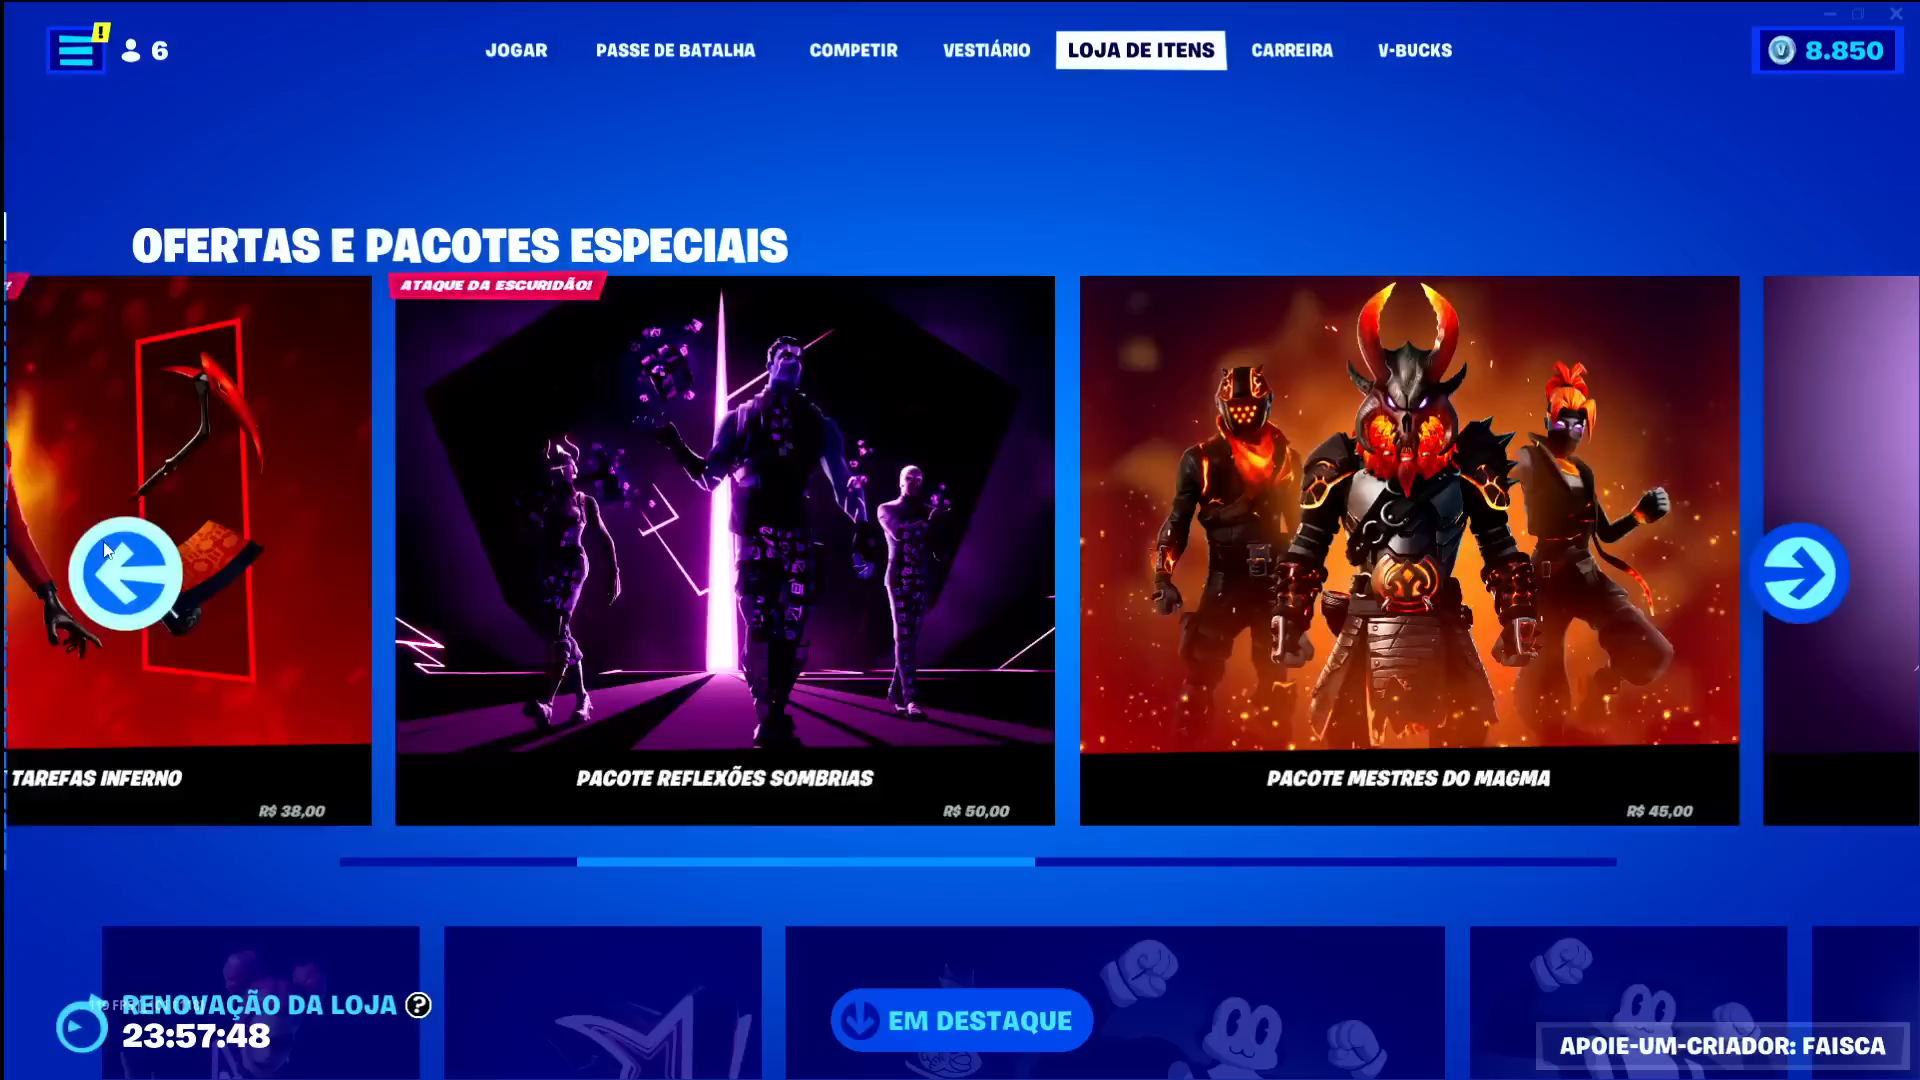 !
6
JOGAR
PASSE DE BATALHA
COMPETIR
VESTIÁRIO
LOJA DE ITENS
CARREIRA
V-BUCKS
8.850
OFERTAS E PACOTES ESPECIAIS
ATAQUE DA ESCURIDÃO!
TAREFAS INFERNO
R$ 38,00
PACOTE REFLEXÕES SOMBRIAS
R$ 50,00
PACOTE MESTRES DO MAGMA
R$ 45,00
RENOVAÇÃO DA LOJA ?
23:57:48
EM DESTAQUE
APOIE-UM-CRIADOR: FAISCA